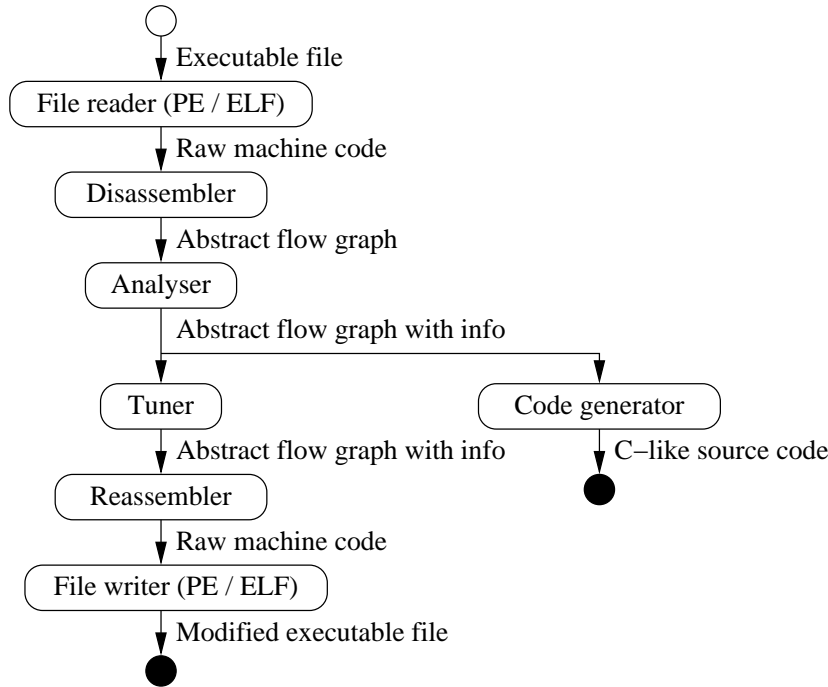 Executable file
File reader (PE / ELF)
Raw machine code
Disassembler
Abstract flow graph
Analyser
Abstract flow graph with info
Tuner
Code generator
Abstract flow graph with info
C−like source code
Reassembler
Raw machine code
File writer (PE / ELF)
Modified executable file